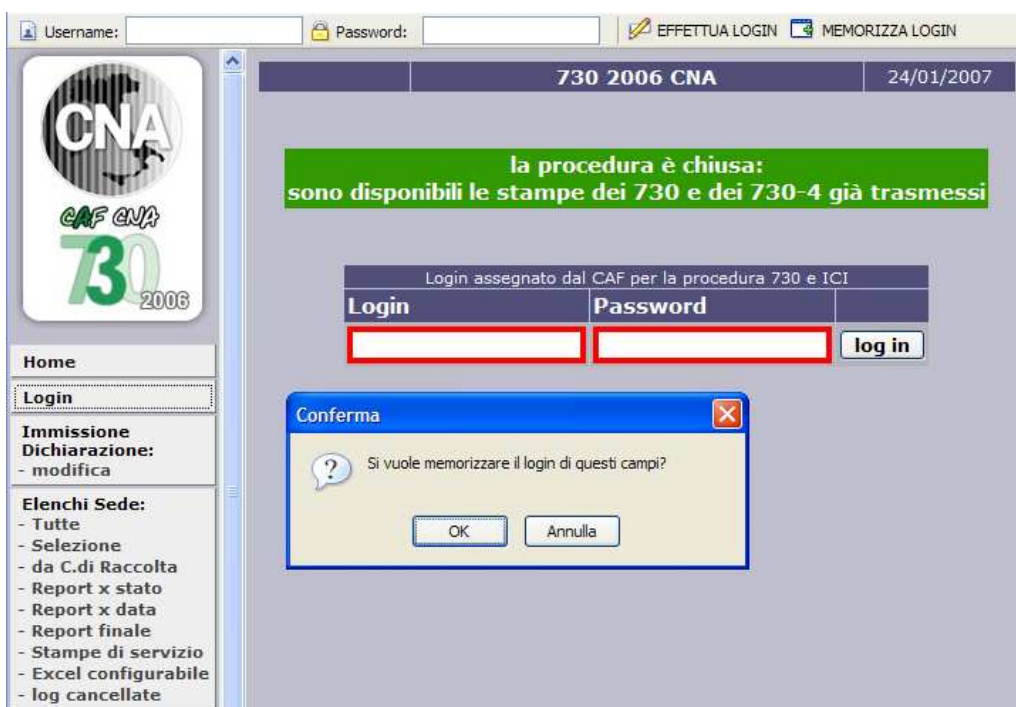 Username: Password: EFFETTUA LOGIN MEMORIZZA LOGIN
CNA
CAF CNA
730
2006
Home
Login
Immissione
Dichiarazione:
- modifica
Elenchi Sede:
- Tutte
- Selezione
- da C.di Raccolta
- Report x stato
- Report x data
- Report finale
- Stampe di servizio
- Excel configurabile
- log cancellate
730 2006 CNA 24/01/2007
la procedura è chiusa:
sono disponibili le stampe dei 730 e dei 730-4 già trasmessi
Login assegnato dal CAF per la procedura 730 e ICI
Login Password
log in
Conferma
Si vuole memorizzare il login di questi campi?
OK Annulla